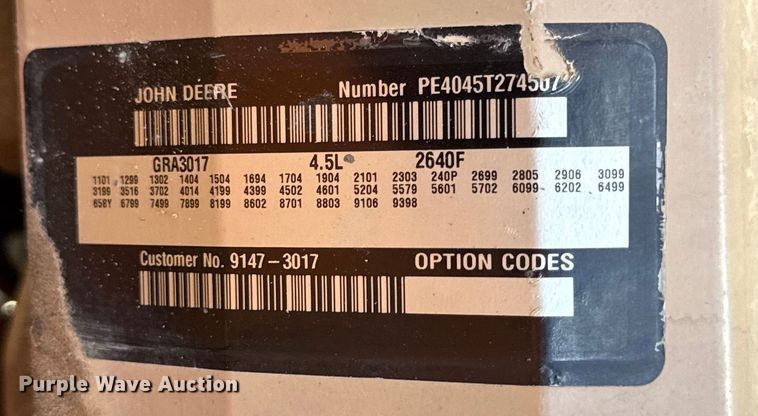 JOHN DEERE Number PE4045T274567
GRA3017 4.5L 2640F
1101 1299 1302 1404 1504 1694 1704 1904 2101 2303 240P 2699 2805 2906 3099
3199 3516 3702 4014 4199 4399 4502 4601 5204 5579 5601 5702 6099 6202 6499
658Y 6799 7499 7899 8199 8602 8701 8803 9106 9398
Customer No. 9147-3017 OPTION CODES
Purple Wave Auction